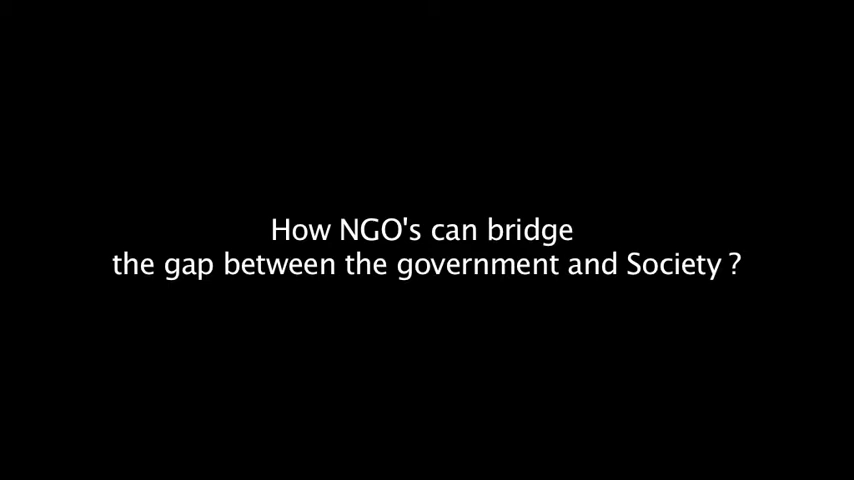 How NGO's can bridge
the gap between the government and Society ?